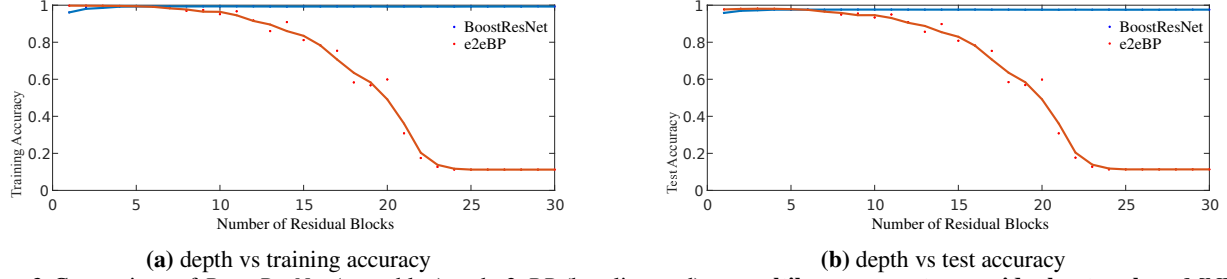 1
0.8
0.6
0.4
0.2
0
Training Accuracy
BoostResNet
e2eBP
0 5 10 15 20 25 30
Number of Residual Blocks
(a) depth vs training accuracy
1
0.8
0.6
0.4
0.2
0
Test Accuracy
BoostResNet
e2eBP
0 5 10 15 20 25 30
Number of Residual Blocks
(b) depth vs test accuracy